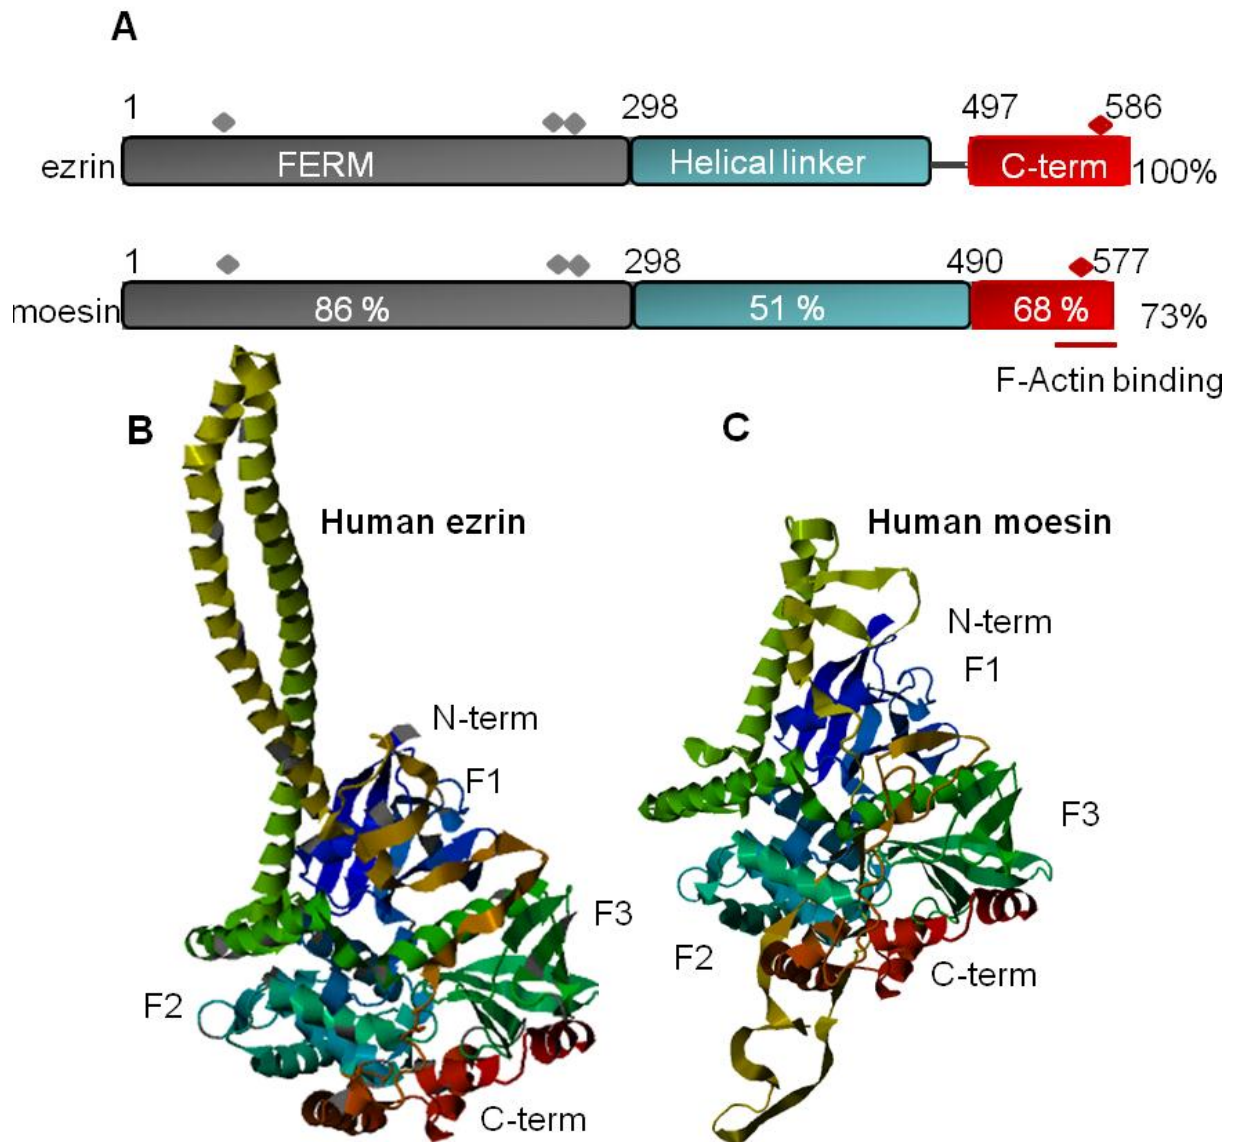 A
1 298 497 586
ezrin FERM Helical linker C-term 100%
1 298 490 577
moesin 86 % 51 % 68 % 73%
F-Actin binding
B
Human ezrin
N-term
F1
F3
F2
C-term
C
Human moesin
N-term
F1
F3
F2
C-term